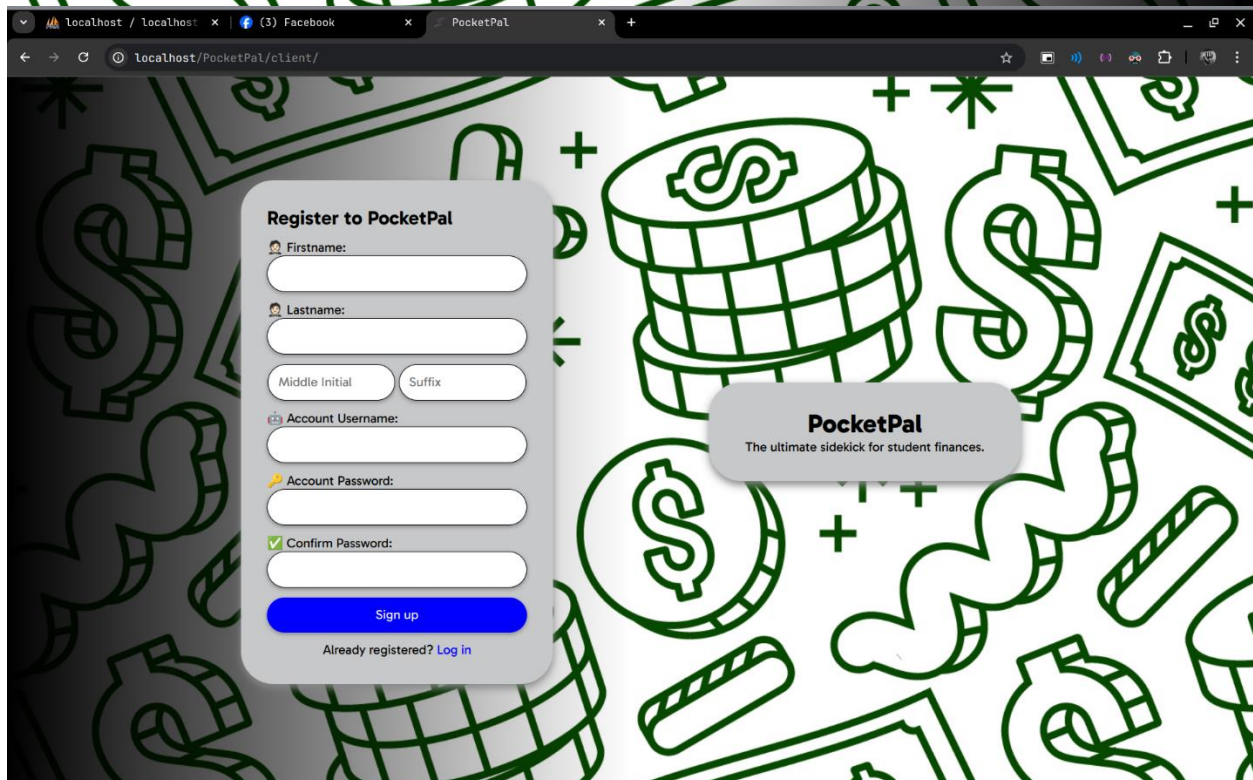 localhost / localhost
(3) Facebook
PocketPal
localhost/PocketPal/client/
Register to PocketPal
Firstname:
Lastname:
Middle Initial
Suffix
Account Username:
Account Password:
Confirm Password:
Sign up
Already registered? Log in
PocketPal
The ultimate sidekick for student finances.